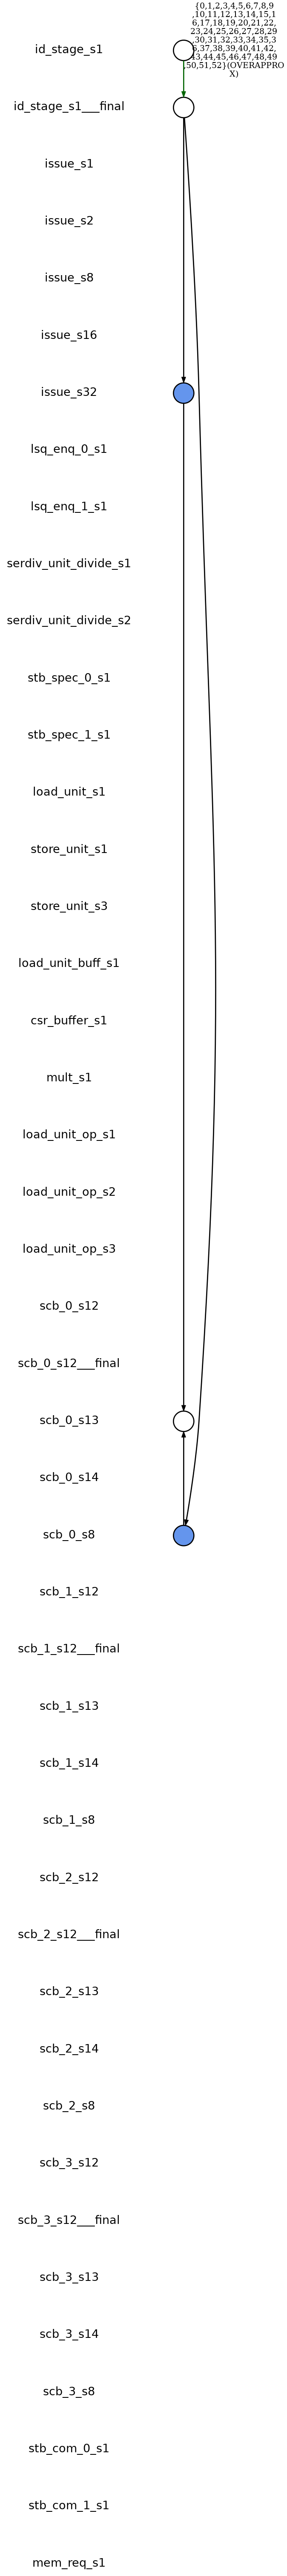 {0,1,2,3,4,5,6,7,8,9
,10,11,12,13,14,15,1
6,17,18,19,20,21,22,
23,24,25,26,27,28,29
,30,31,32,33,34,35,3
6,37,38,39,40,41,42,
43,44,45,46,47,48,49
,50,51,52}(OVERAPPRO
X)
id_stage_s1
id_stage_s1___final
issue_s1
issue_s2
issue_s8
issue_s16
issue_s32
lsq_enq_0_s1
lsq_enq_1_s1
serdiv_unit_divide_s1
serdiv_unit_divide_s2
stb_spec_0_s1
stb_spec_1_s1
load_unit_s1
store_unit_s1
store_unit_s3
load_unit_buff_s1
csr_buffer_s1
mult_s1
load_unit_op_s1
load_unit_op_s2
load_unit_op_s3
scb_0_s12
scb_0_s12___final
scb_0_s13
scb_0_s14
scb_0_s8
scb_1_s12
scb_1_s12___final
scb_1_s13
scb_1_s14
scb_1_s8
scb_2_s12
scb_2_s12___final
scb_2_s13
scb_2_s14
scb_2_s8
scb_3_s12
scb_3_s12___final
scb_3_s13
scb_3_s14
scb_3_s8
stb_com_0_s1
stb_com_1_s1
mem_req_s1